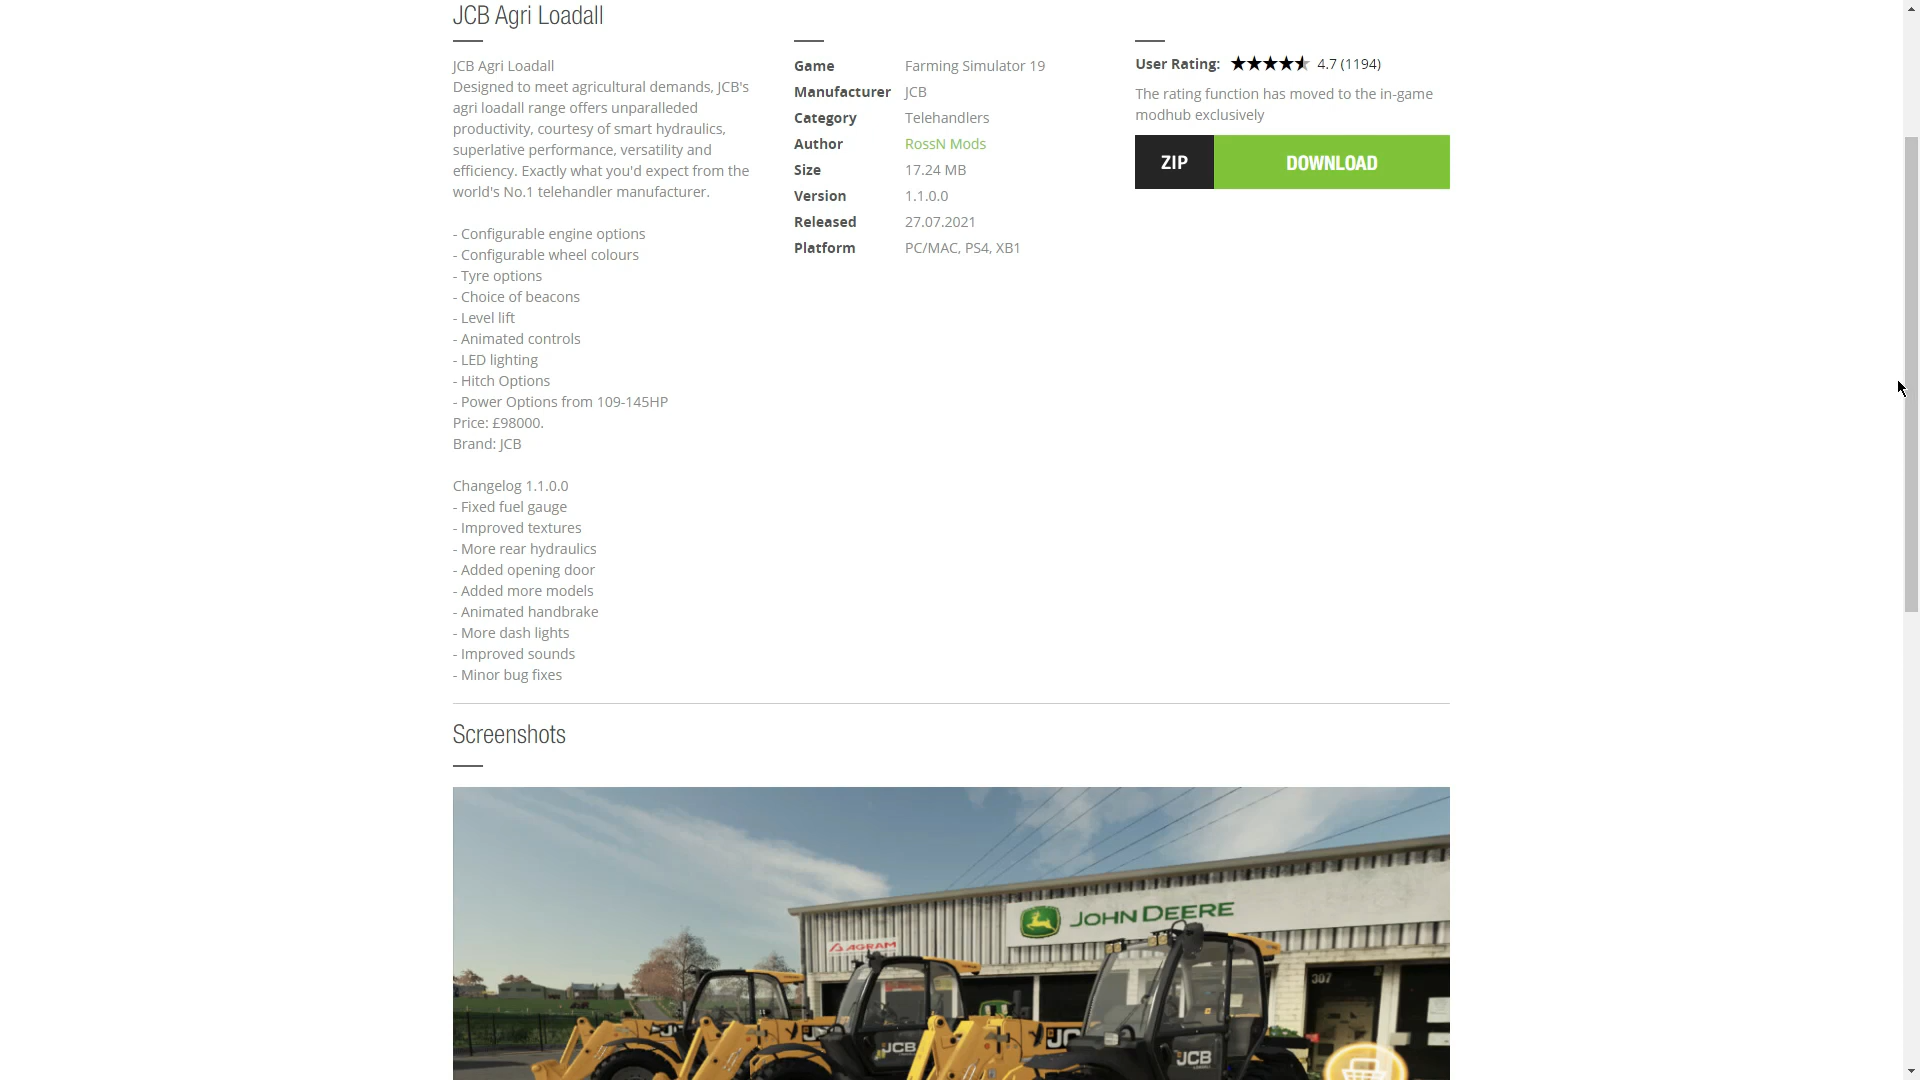 JCB Agri Loadall
JCB Agri Loadall
Designed to meet agricultural demands, JCB's
agri loadall range offers unparalleled
productivity, courtesy of smart hydraulics,
superlative performance, versatility and
efficiency. Exactly what you'd expect from the
world's No.1 telehandler manufacturer.
- Configurable engine options
- Configurable wheel colours
- Tyre options
- Choice of beacons
- Level lift
- Animated controls
- LED lighting
- Hitch Options
- Power Options from 109-145HP
Price: £98000.
Brand: JCB
Changelog 1.1.0.0
- Fixed fuel gauge
- Improved textures
- More rear hydraulics
- Added opening door
- Added more models
- Animated handbrake
- More dash lights
- Improved sounds
- Minor bug fixes
Game Farming Simulator 19
Manufacturer JCB
Category Telehandlers
Author RossN Mods
Size 17.24 MB
Version 1.1.0.0
Released 27.07.2021
Platform PC/MAC, PS4, XB1
User Rating: 4.7 (1194)
The rating function has moved to the in-game
modhub exclusively
ZIP DOWNLOAD
Screenshots
JOHN DEERE
AGRAM
307
JCB
JCB